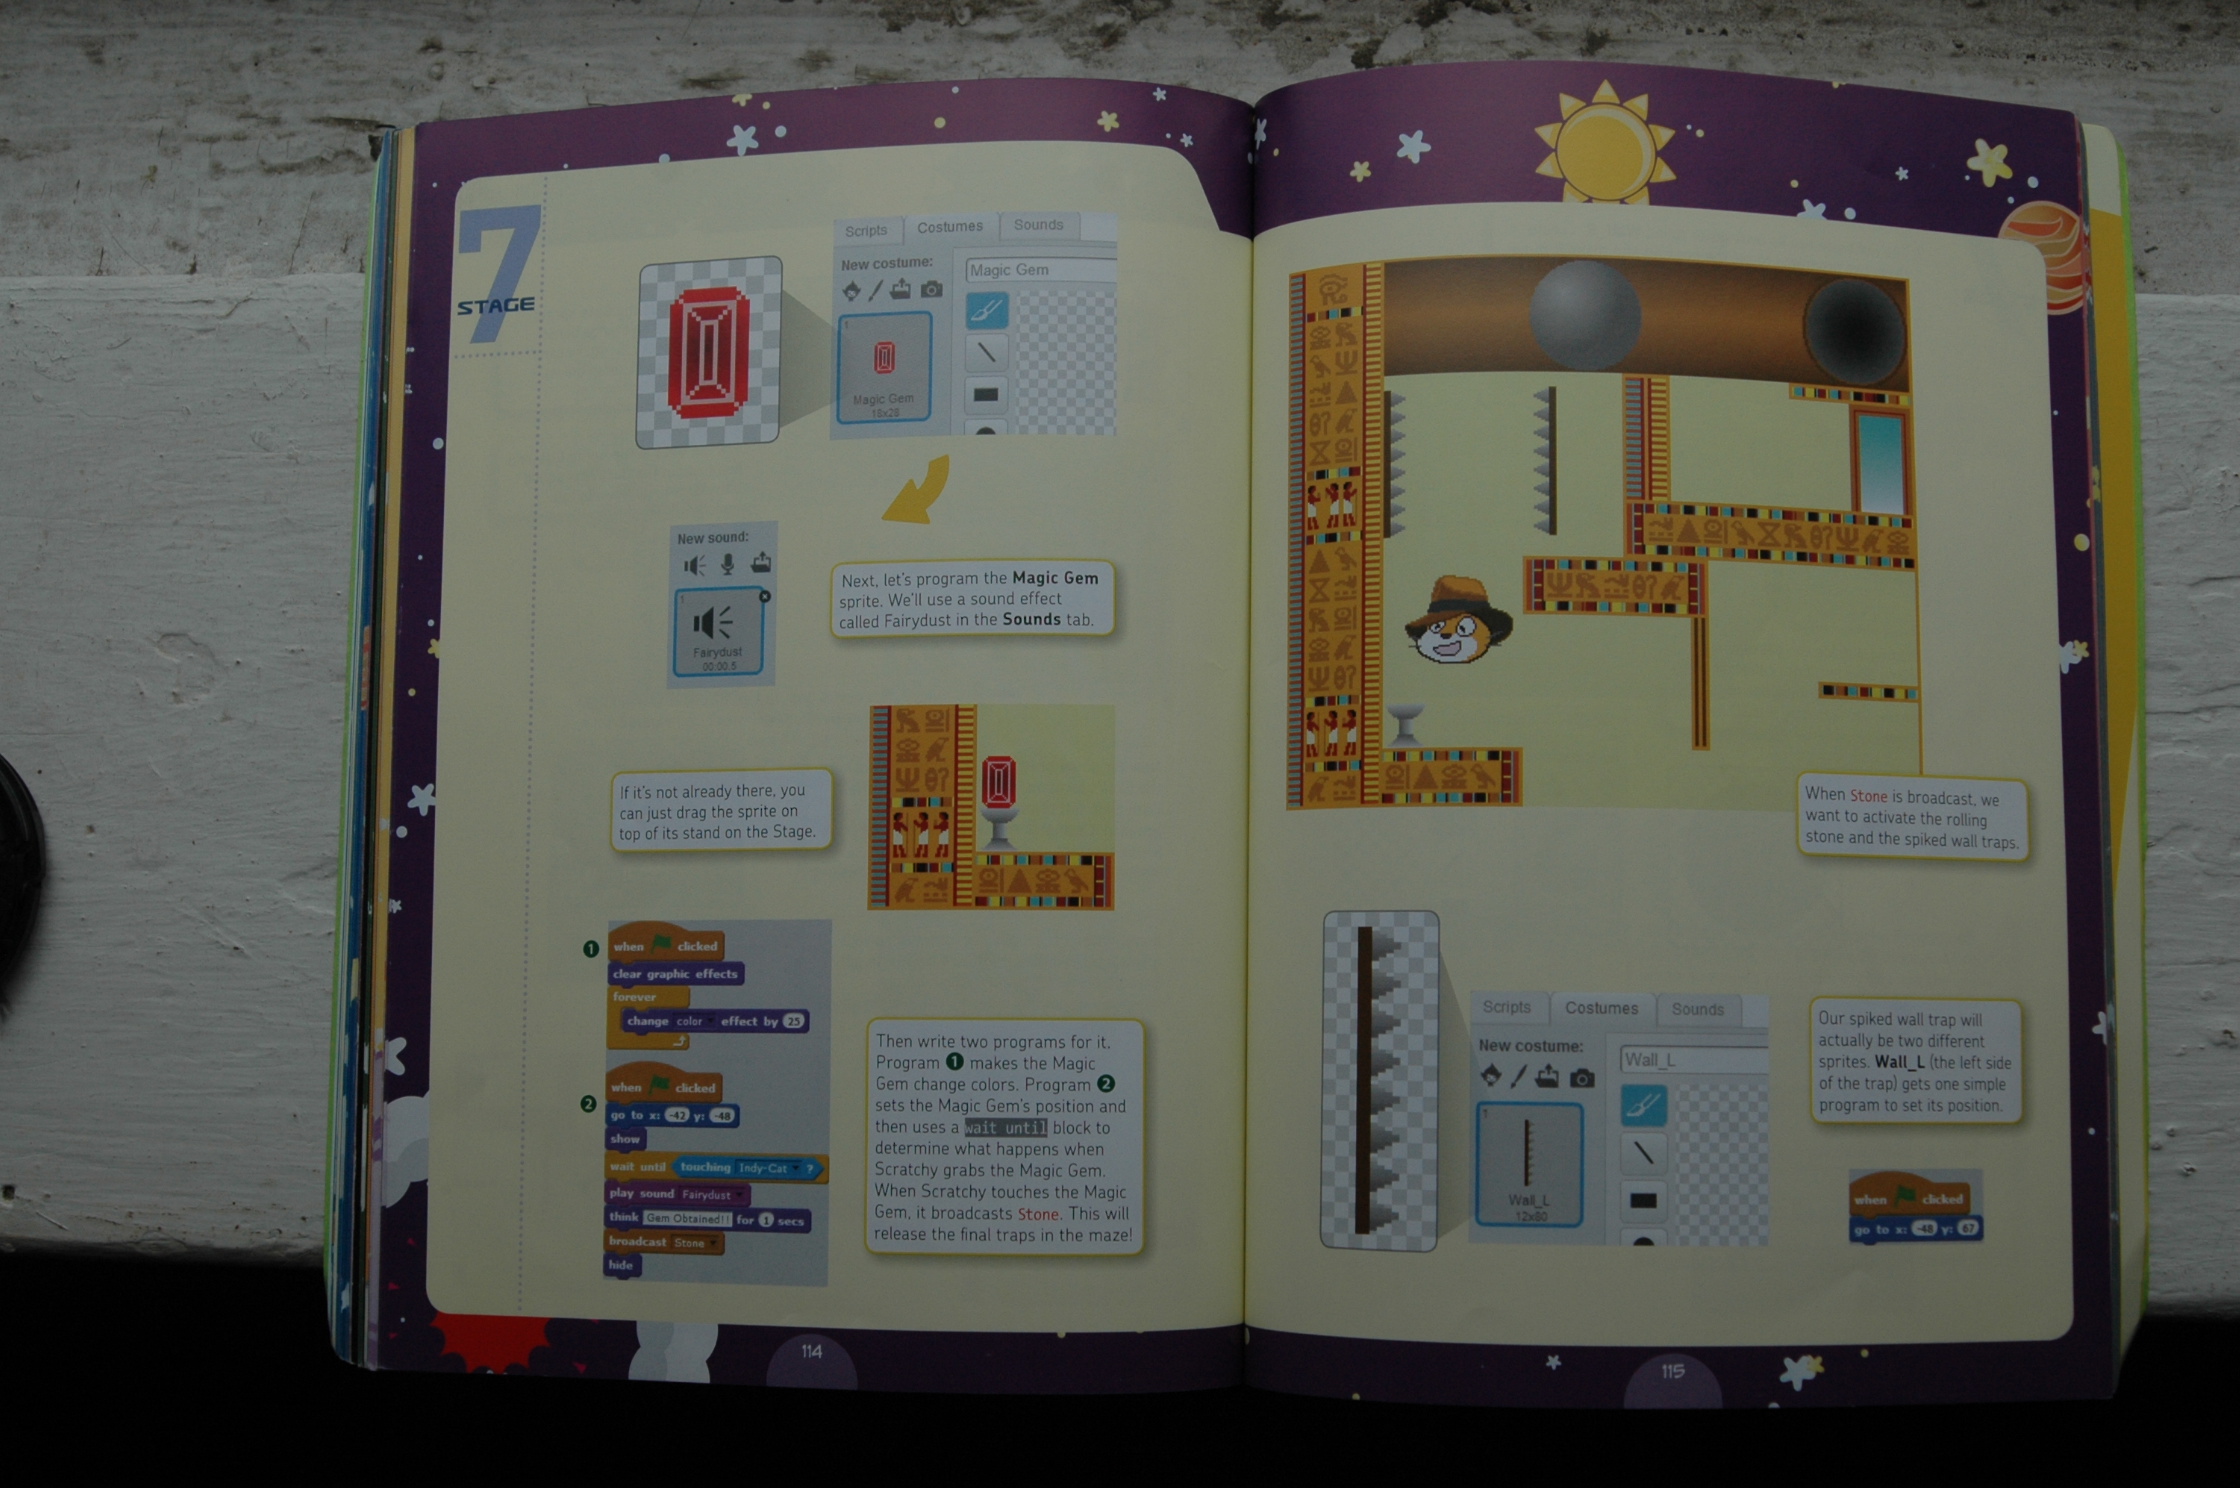 7
STAGE
Scripts Costumes Sounds
New costume:
Magic Gem
1
Magic Gem
18x28
New sound:
1
Fairydust
00:00.5
Next, let's program the Magic Gem
sprite. We'll use a sound effect
called Fairydust in the Sounds tab.
If it's not already there, you
can just drag the sprite on
top of its stand on the Stage.
1
when clicked
clear graphic effects
forever
change color effect by 25
2
when clicked
go to x: -42 y: -48
show
wait until touching Indy-Cat ?
play sound Fairydust
think Gem Obtained!! for 1 secs
broadcast Stone
hide
Then write two programs for it.
Program 1 makes the Magic
Gem change colors. Program 2
sets the Magic Gem's position and
then uses a wait until block to
determine what happens when
Scratchy grabs the Magic Gem.
When Scratchy touches the Magic
Gem, it broadcasts Stone. This will
release the final traps in the maze!
114
When Stone is broadcast, we
want to activate the rolling
stone and the spiked wall traps.
Scripts Costumes Sounds
New costume:
Wall_L
1
Wall_L
12x80
Our spiked wall trap will
actually be two different
sprites. Wall_L (the left side
of the trap) gets one simple
program to set its position.
when clicked
go to x: -48 y: 67
115